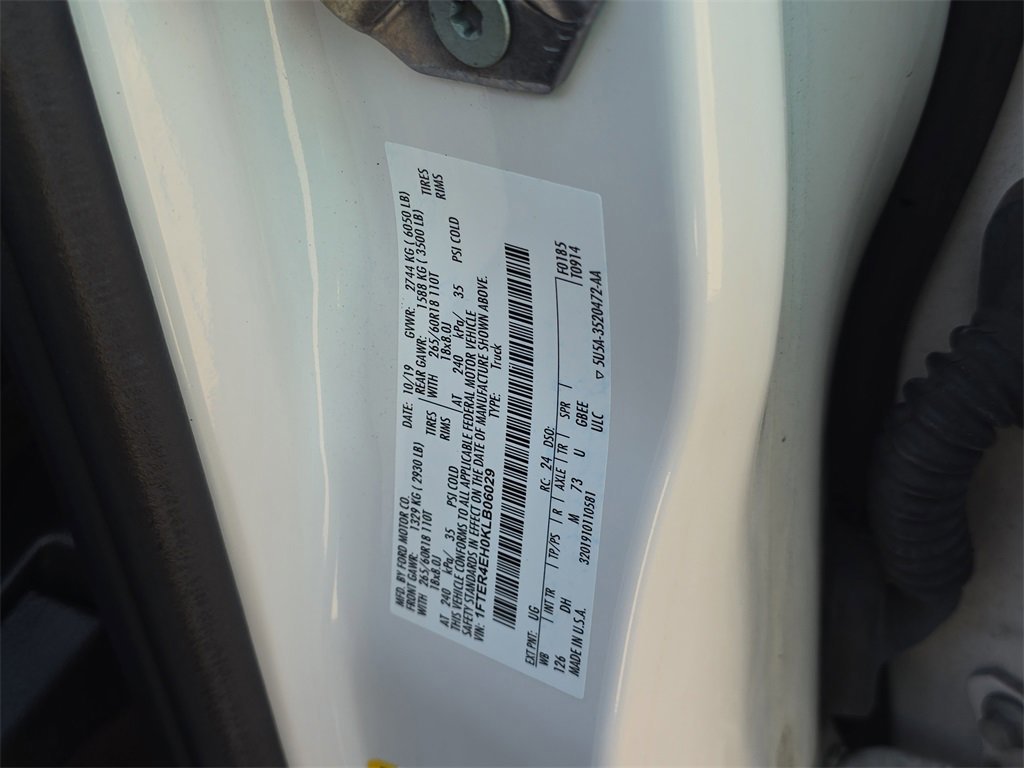 MFD. BY FORD MOTOR CO. DATE: 10/19 GVWR: 2744 KG ( 6050 LB)
FRONT GAWR: 1329 KG ( 2930 LB) REAR GAWR: 1588 KG ( 3500 LB)
WITH 265/60R18 110T TIRES WITH 265/60R18 110T TIRES
18x8.0J RIMS 18x8.0J RIMS
AT 240 kPa/ 35 PSI COLD AT 240 kPa/ 35 PSI COLD
THIS VEHICLE CONFORMS TO ALL APPLICABLE FEDERAL MOTOR VEHICLE
SAFETY STANDARDS IN EFFECT ON THE DATE OF MANUFACTURE SHOWN ABOVE.
VIN: 1FTER4EH0KLB06029 TYPE: Truck
EXT PNT: UG RC: 24 DSO: F0185
WB INT TR TP/PS R AXLE TR SPR T0914
126 DH M 73 U GBEE
MADE IN U.S.A. 3201901105B1 ULC ▽ 5U5A-3520472-AA